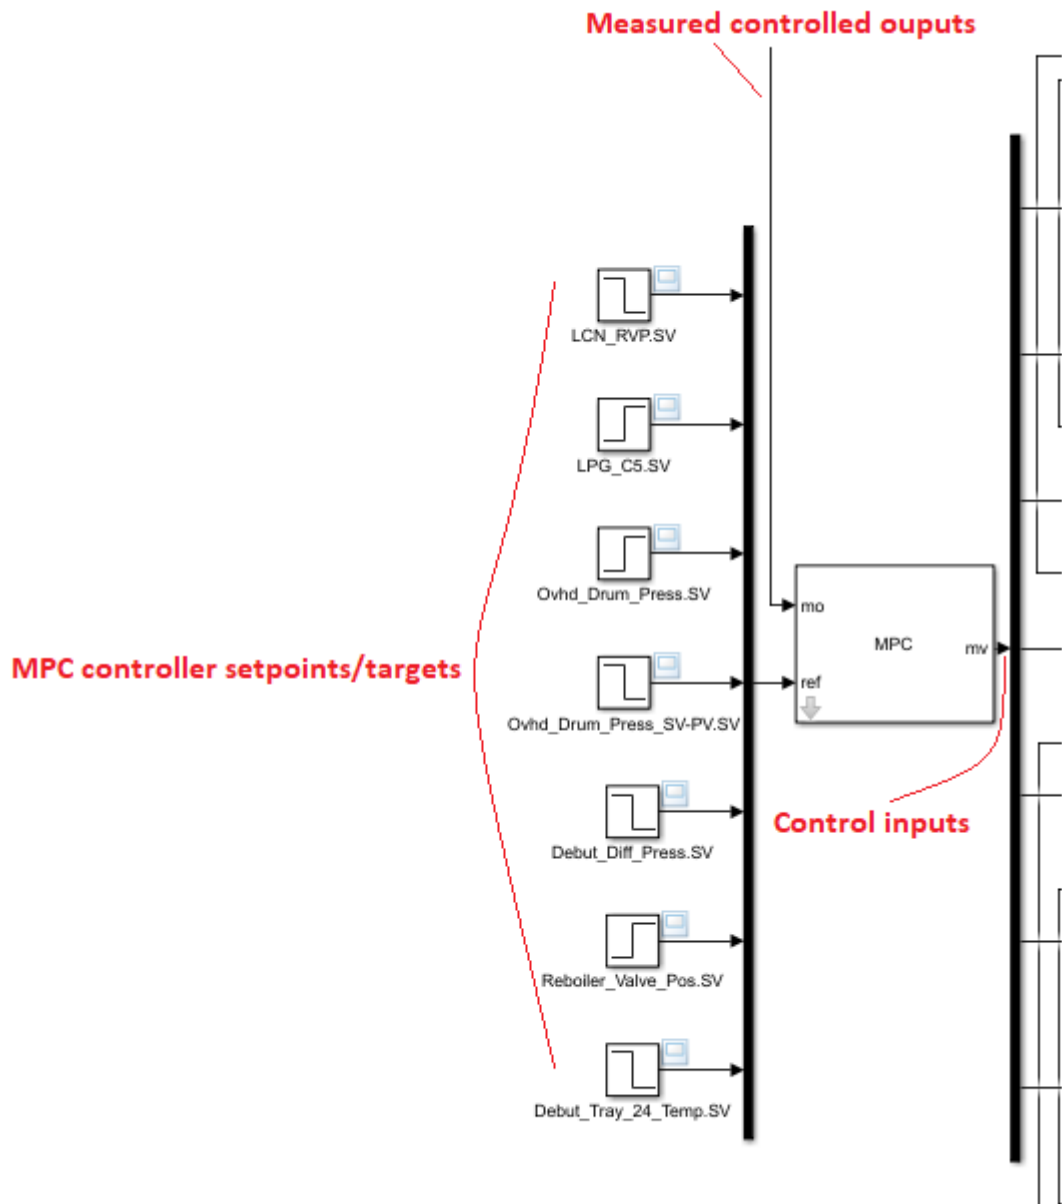 Measured controlled ouputs
LCN_RVP.SV
LPG_C5.SV
Ovhd_Drum_Press.SV
mo
MPC
mv
MPC controller setpoints/targets
ref
Ovhd_Drum_Press_SV-PV.SV
Control inputs
Debut_Diff_Press.SV
Reboiler_Valve_Pos.SV
Debut_Tray_24_Temp.SV